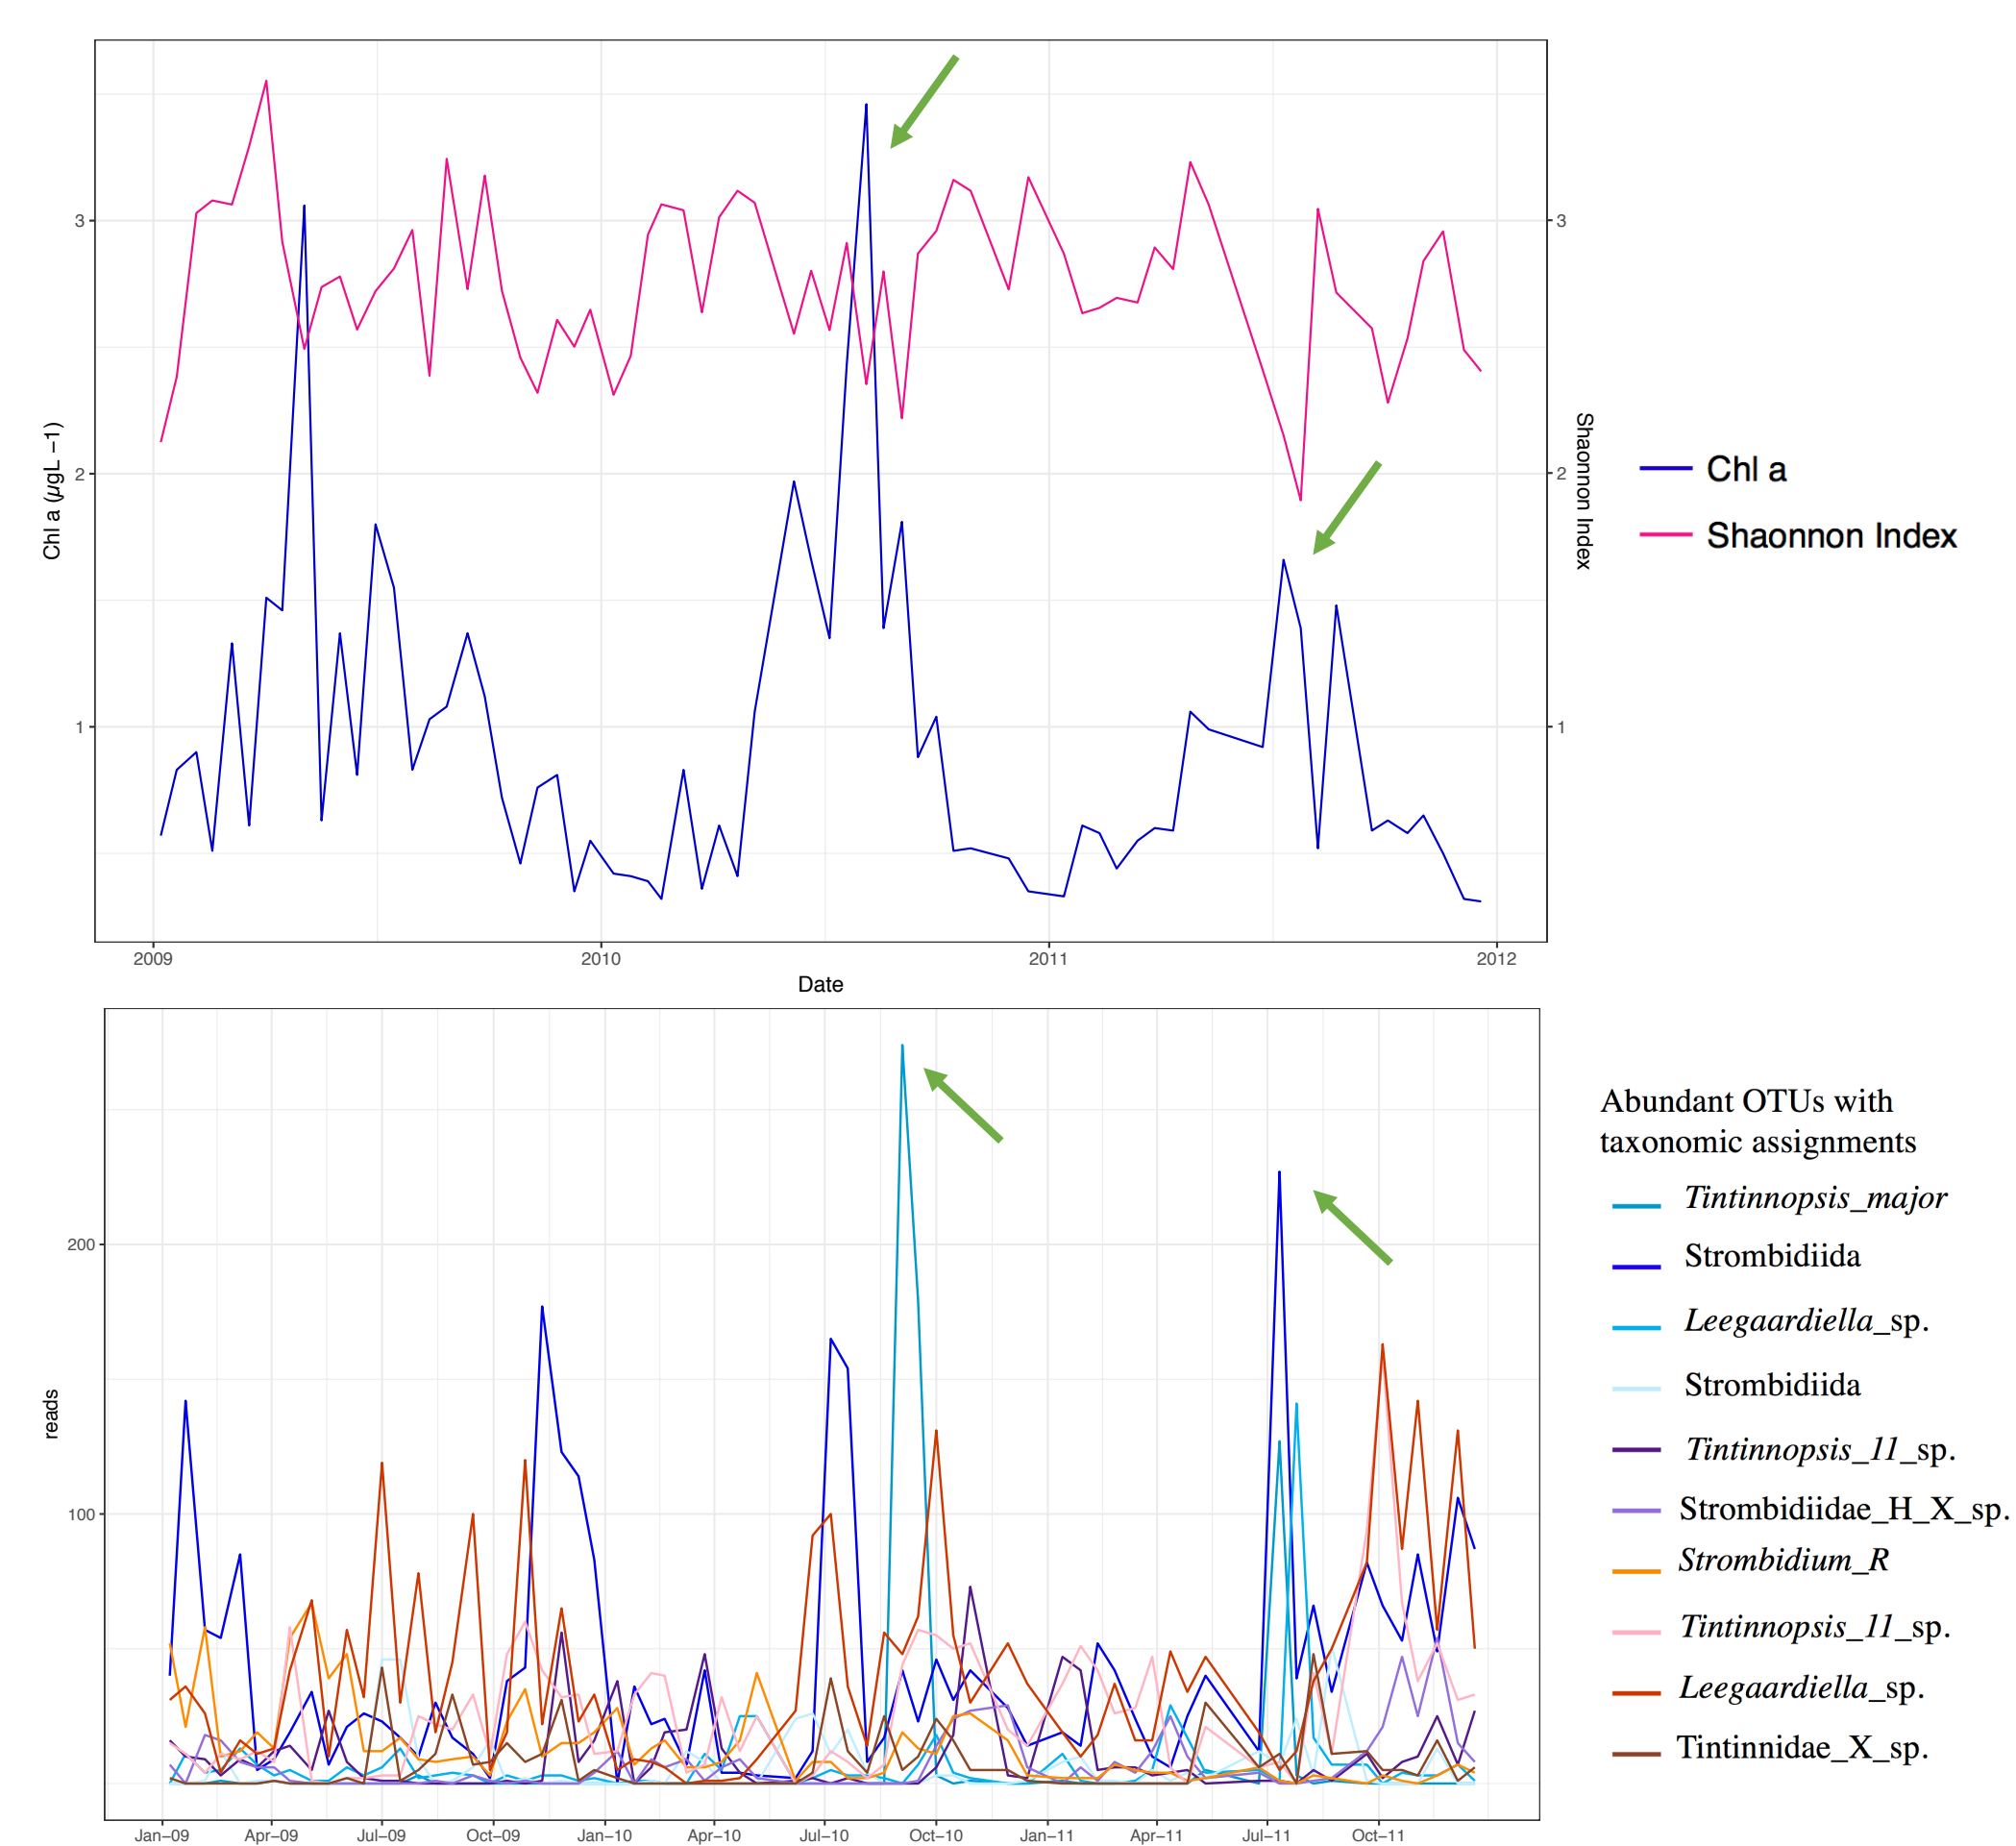 3
2
1
Chl a (µgL −1)
3
2
1
Shaonnon Index
2009
2010
2011
2012
Date
Chl a
Shaonnon Index
200
100
reads
Jan−09
Apr−09
Jul−09
Oct−09
Jan−10
Apr−10
Jul−10
Oct−10
Jan−11
Apr−11
Jul−11
Oct−11
Abundant OTUs with
taxonomic assignments
Tintinnopsis_major
Strombidiida
Leegaardiella_sp.
Strombidiida
Tintinnopsis_11_sp.
Strombidiidae_H_X_sp.
Strombidium_R
Tintinnopsis_11_sp.
Leegaardiella_sp.
Tintinnidae_X_sp.